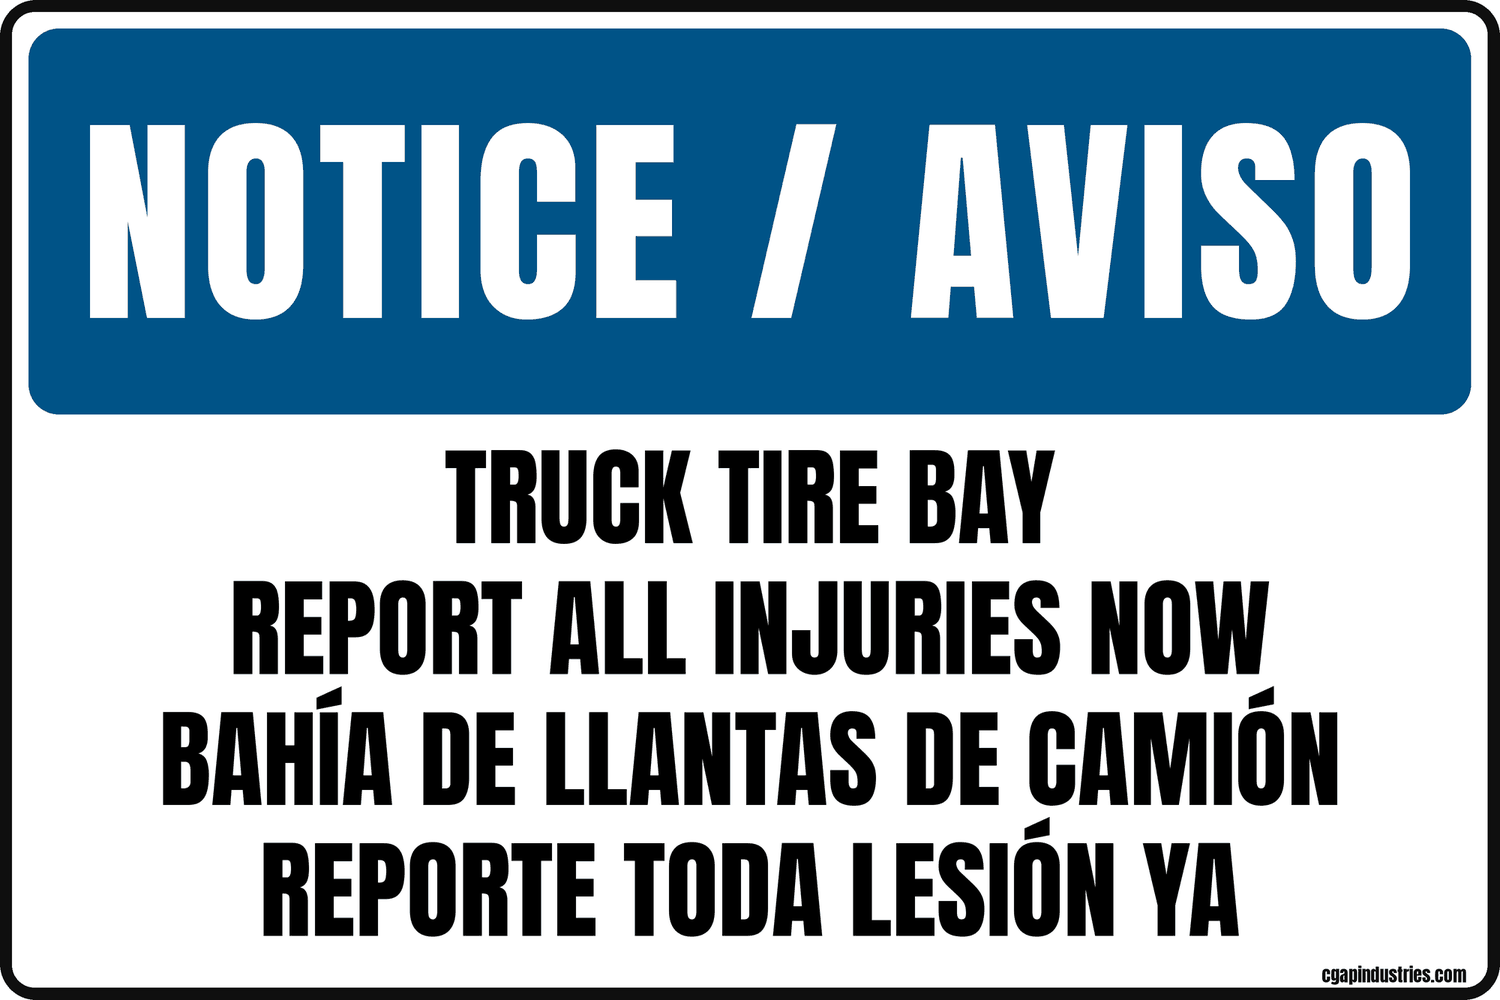 NOTICE / AVISO
TRUCK TIRE BAY
REPORT ALL INJURIES NOW
BAHÍA DE LLANTAS DE CAMIÓN
REPORTE TODA LESIÓN YA
cgapindustries.com